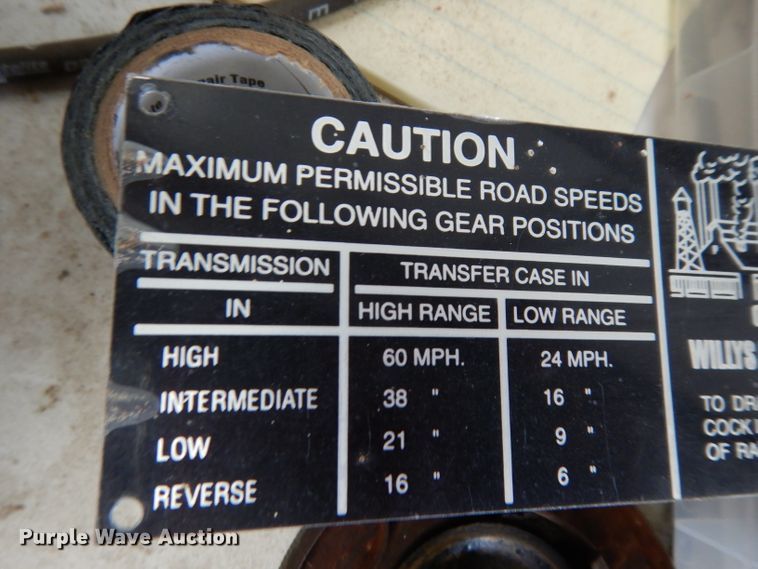 pair Tape
CAUTION
MAXIMUM PERMISSIBLE ROAD SPEEDS
IN THE FOLLOWING GEAR POSITIONS
TRANSMISSION TRANSFER CASE IN
IN HIGH RANGE LOW RANGE
HIGH 60 MPH. 24 MPH.
INTERMEDIATE 38 " 16 "
LOW 21 " 9 "
REVERSE 16 " 6 "
WILLYS
TO DR
COCK I
OF RA
Purple Wave Auction